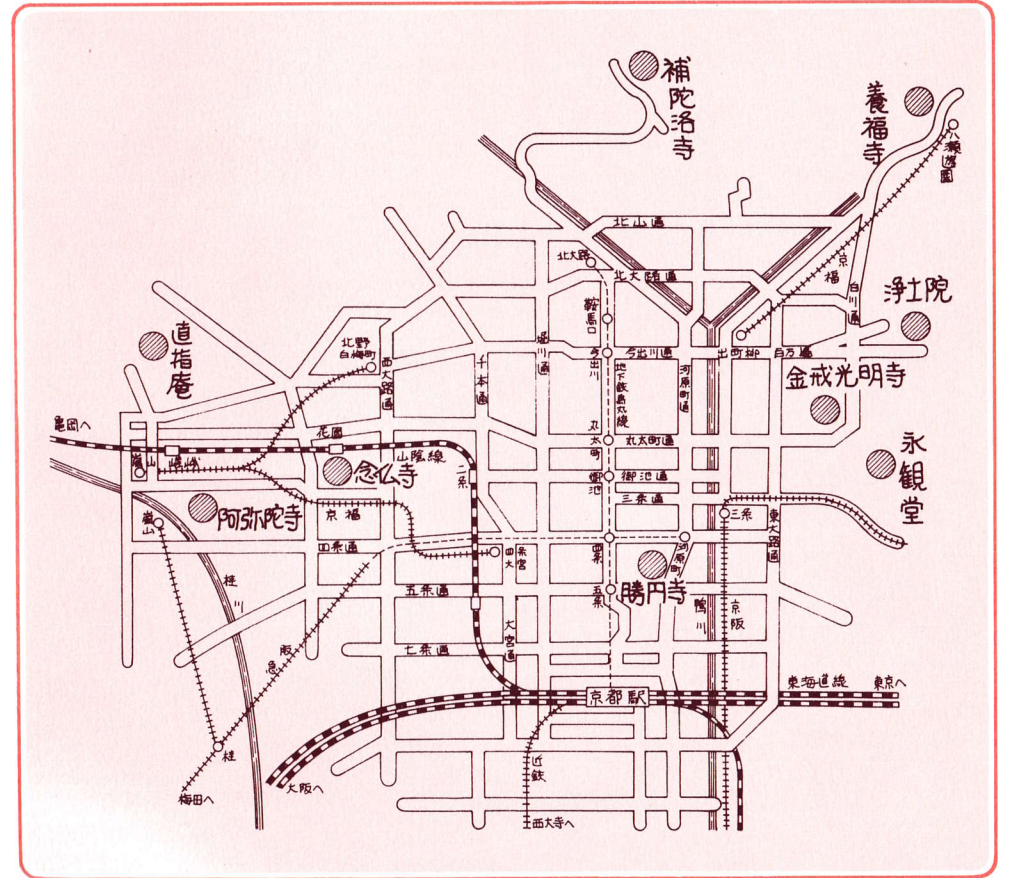 補陀洛寺
養福寺
八瀬遊園
北山通
北大路
北大路通
京福
白川通
浄土院
鞍馬口
直指庵
北野
白梅町
西大路通
千本通
堀川通
今出川
今出川通
地下鉄烏丸線
河原町通
出町柳
金戒光明寺
亀岡へ
花園
丸太町
丸太町通
永観堂
嵐山
嵯峨
山陰線
念仏寺
二条
御池
御池通
三条通
阿弥陀寺
京福
嵐山
四条通
四条大宮
四条
河原町
三条
東大路通
桂川
五条通
五条
勝円寺
鴨川
京阪
阪急
七条通
大宮通
京都駅
東海道線
東京へ
桂
近鉄
梅田へ
大阪へ
西大寺へ